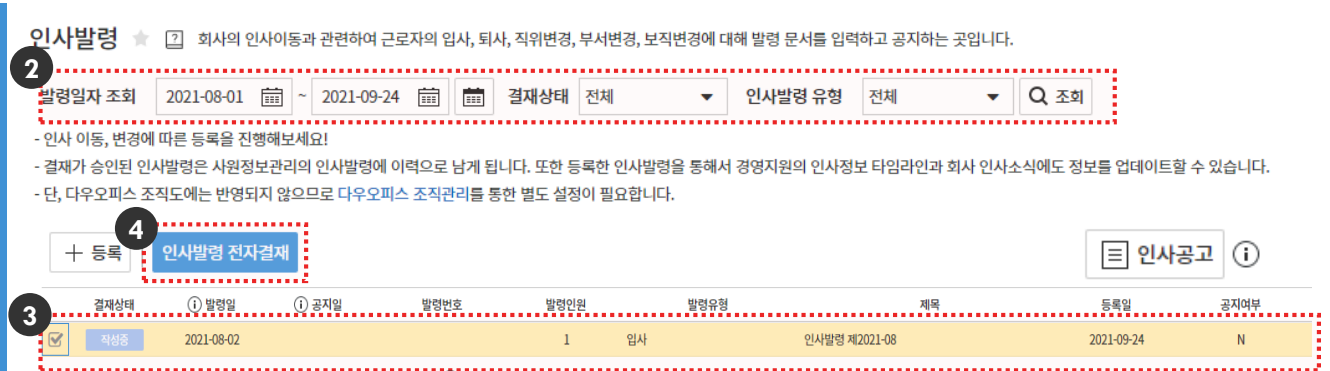 인사발령 ★ ? 회사의 인사이동과 관련하여 근로자의 입사, 퇴사, 직위변경, 부서변경, 보직변경에 대해 발령 문서를 입력하고 공지하는 곳입니다.
2
발령일자 조회 2021-08-01 ~ 2021-09-24 결재상태 전체 인사발령 유형 전체 조회
- 인사 이동, 변경에 따른 등록을 진행해보세요!
- 결재가 승인된 인사발령은 사원정보관리의 인사발령에 이력으로 남게 됩니다. 또한 등록한 인사발령을 통해서 경영지원의 인사정보 타임라인과 회사 인사소식에도 정보를 업데이트할 수 있습니다.
- 단, 다우오피스 조직도에는 반영되지 않으므로 다우오피스 조직관리를 통한 별도 설정이 필요합니다.
4
+ 등록 인사발령 전자결재 인사공고 i
결재상태 i 발령일 i 공지일 발령번호 발령인원 발령유형 제목 등록일 공지여부
3
작성중 2021-08-02 1 입사 인사발령 제2021-08 2021-09-24 N